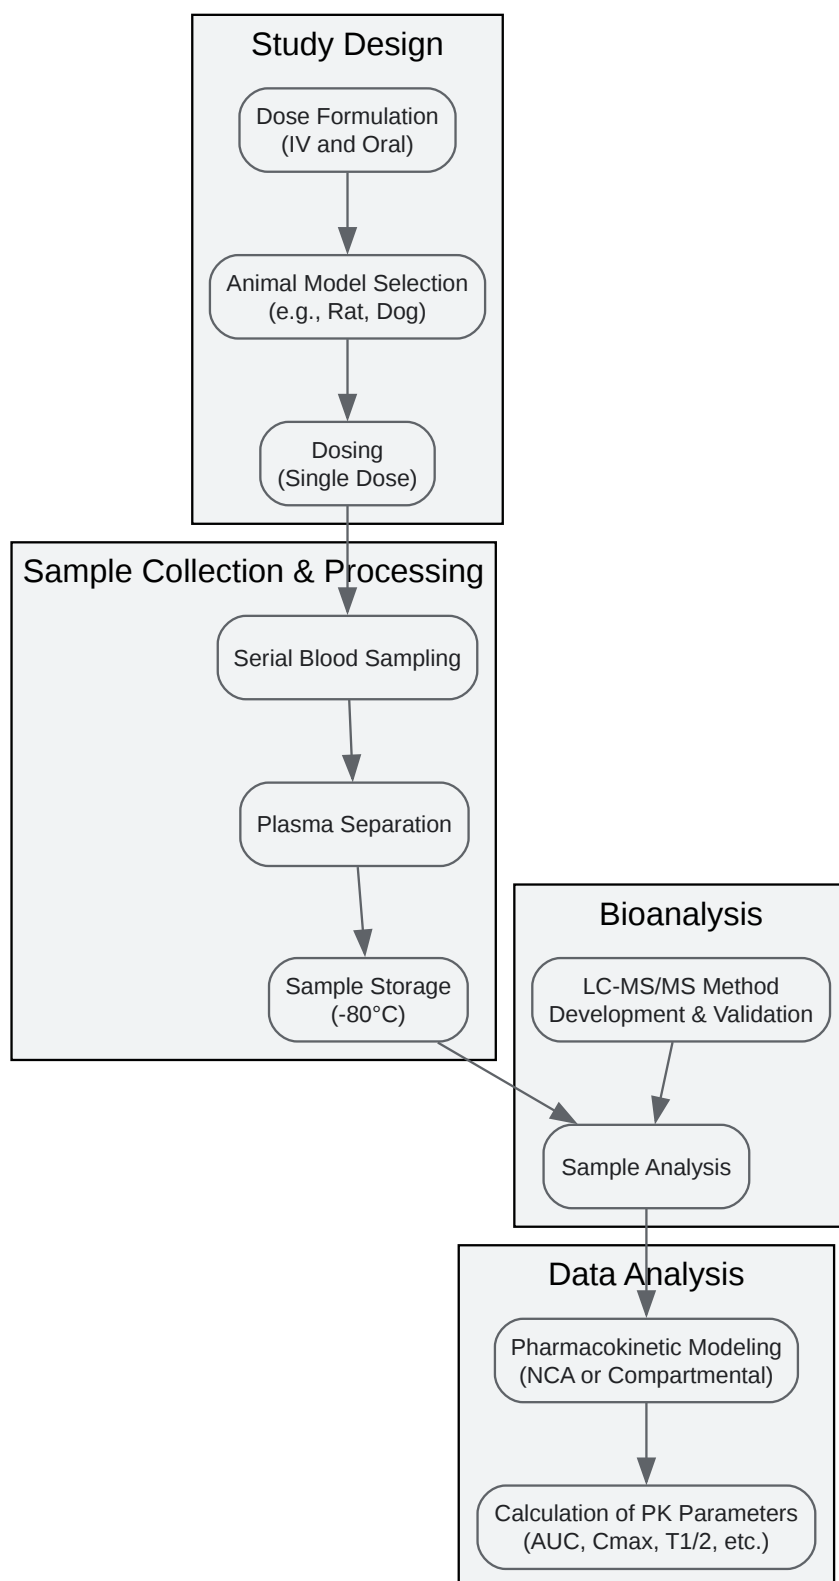 Study Design
Dose Formulation
(IV and Oral)
Animal Model Selection
(e.g., Rat, Dog)
Dosing
(Single Dose)
Sample Collection & Processing
Serial Blood Sampling
Plasma Separation
Sample Storage
(-80°C)
Bioanalysis
LC-MS/MS Method
Development & Validation
Sample Analysis
Data Analysis
Pharmacokinetic Modeling
(NCA or Compartmental)
Calculation of PK Parameters
(AUC, Cmax, T1/2, etc.)